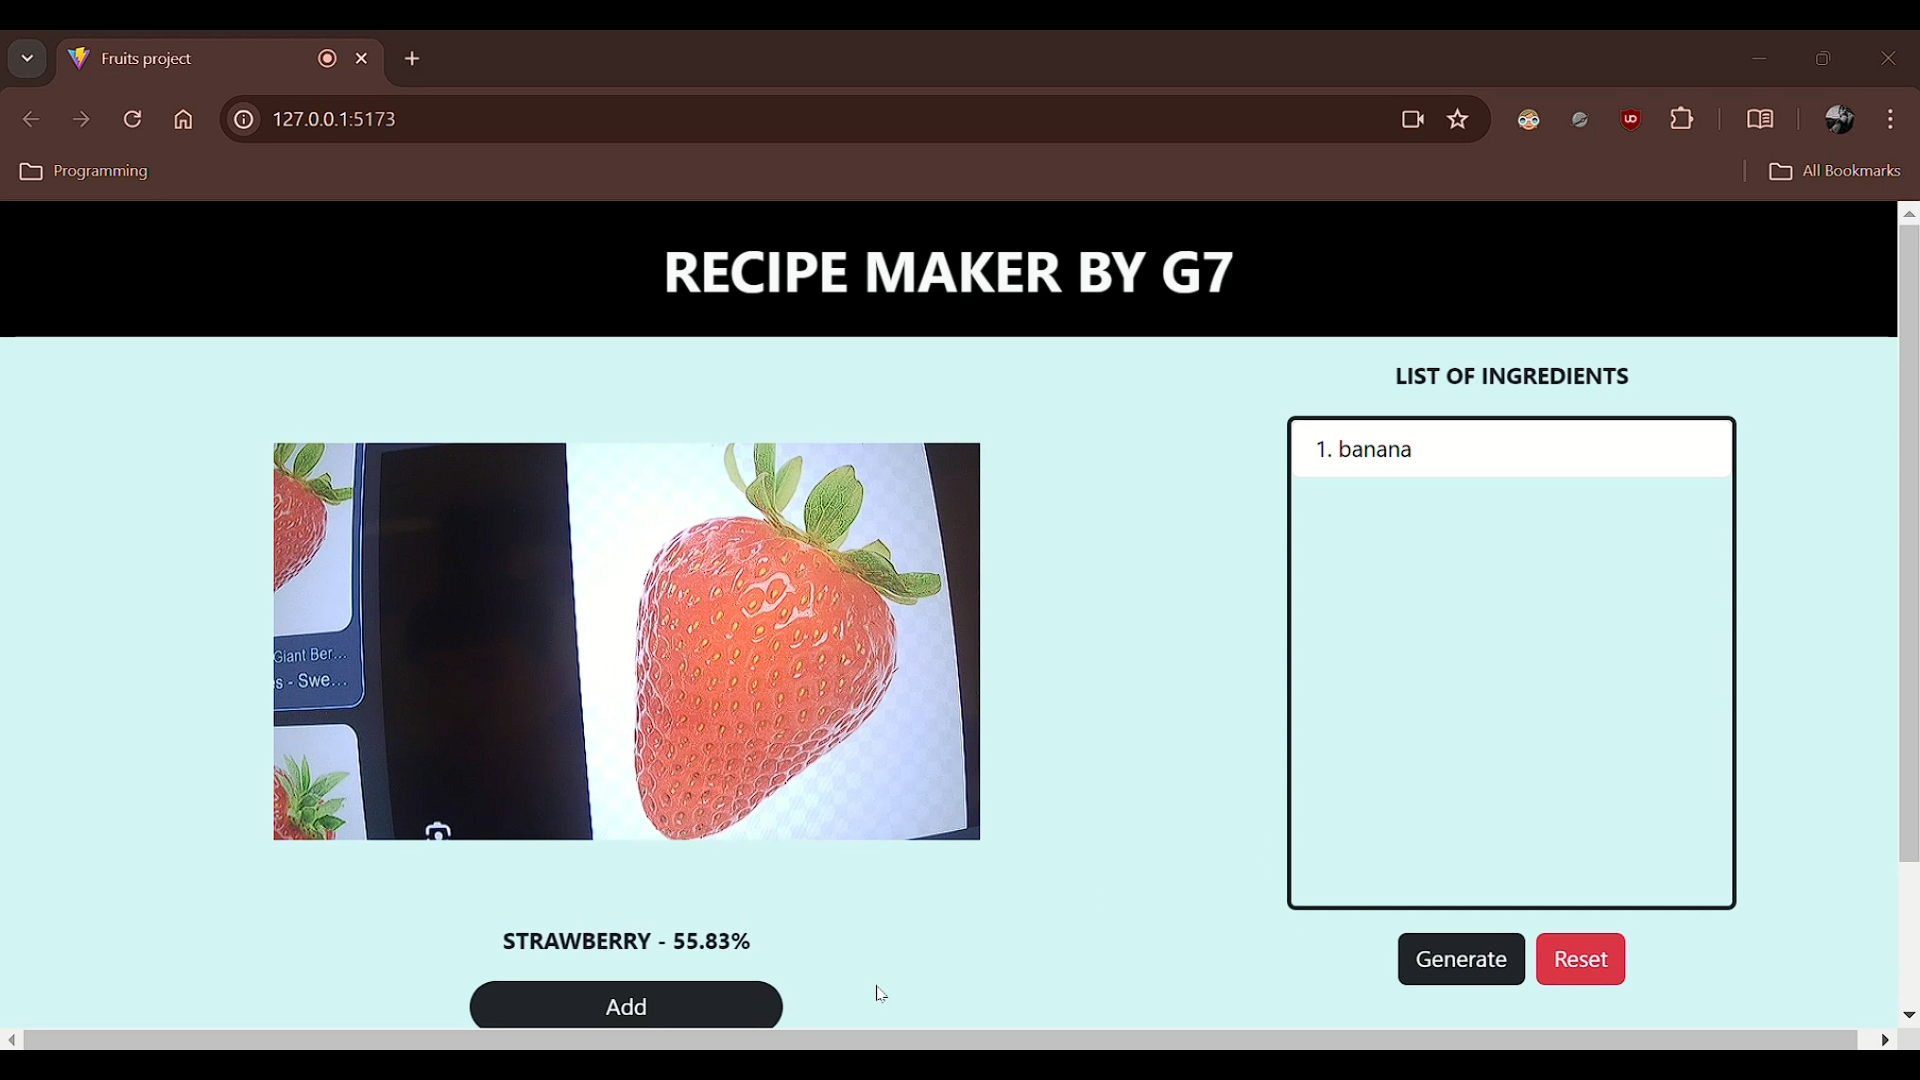 Fruits project
127.0.0.1:5173
Programming
All Bookmarks
RECIPE MAKER BY G7
LIST OF INGREDIENTS
1. banana
Giant Ber...
s - Swe...
STRAWBERRY - 55.83%
Generate
Reset
Add